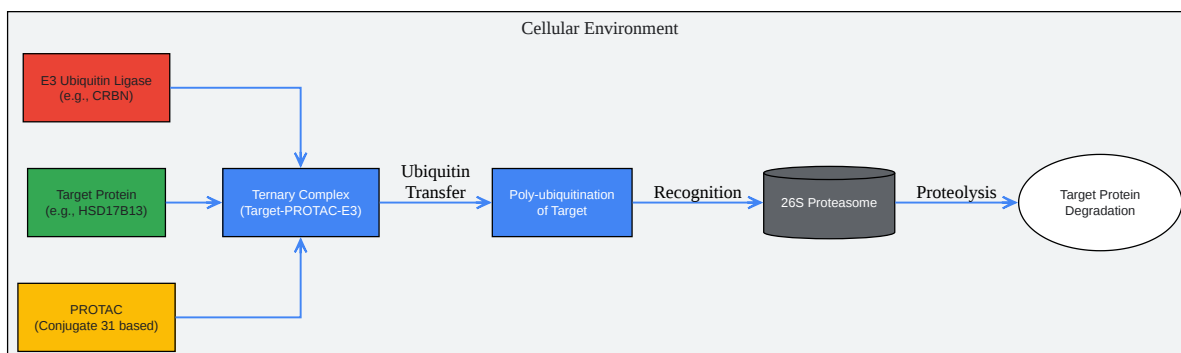 Cellular Environment
E3 Ubiquitin Ligase
(e.g., CRBN)
Target Protein
(e.g., HSD17B13)
PROTAC
(Conjugate 31 based)
Ternary Complex
(Target-PROTAC-E3)
Ubiquitin
Transfer
Poly-ubiquitination
of Target
Recognition
26S Proteasome
Proteolysis
Target Protein
Degradation